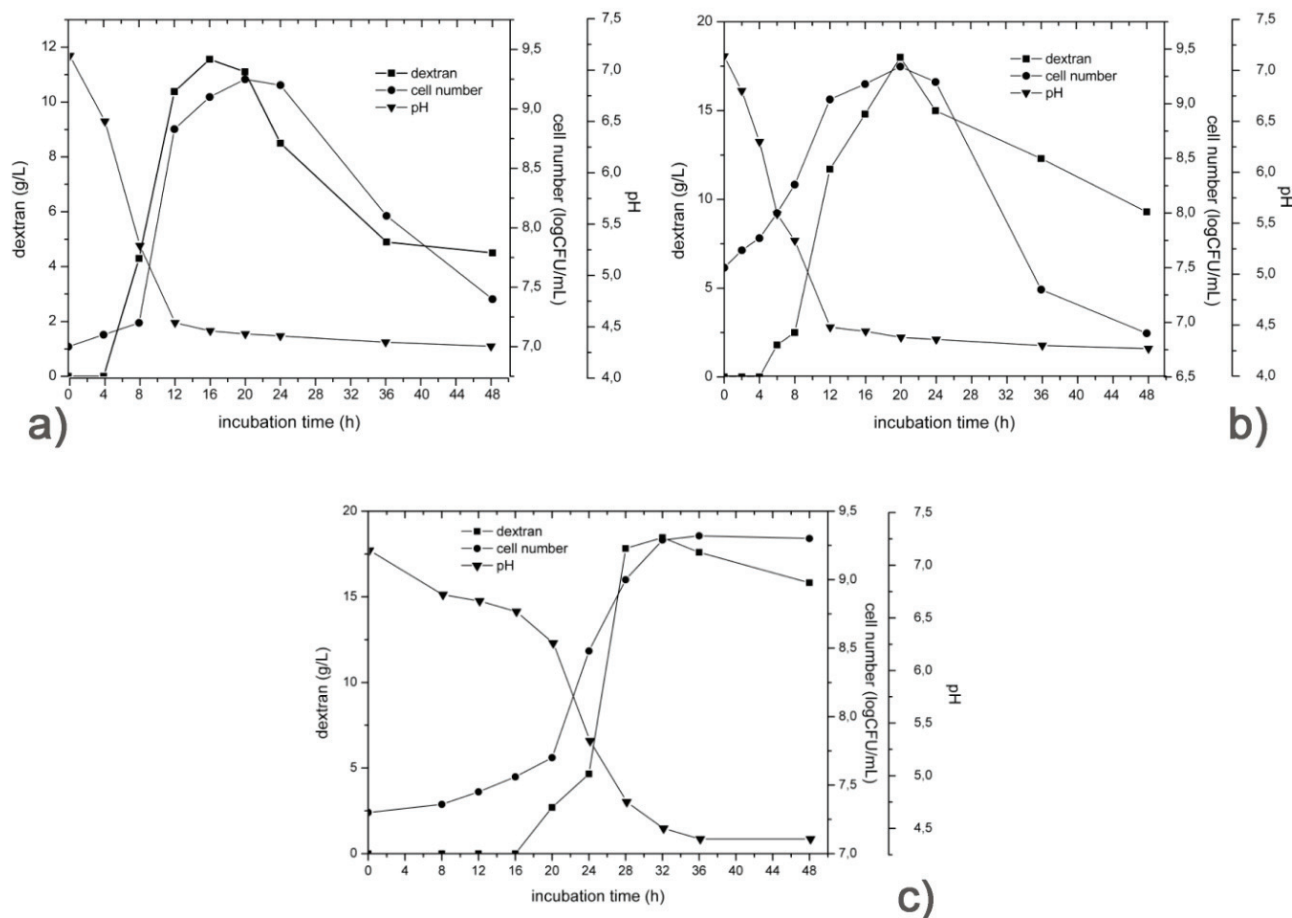 dextran
cell number
pH
12
10
8
6
4
2
0
dextran (g/L)
0 4 8 12 16 20 24 28 32 36 40 44 48
incubation time (h)
9,5
9,0
8,5
8,0
7,5
7,0
cell number (logCFU/mL)
7,5
7,0
6,5
6,0
5,5
5,0
4,5
4,0
pH
a)
dextran
cell number
pH
20
17,5
15
12,5
10
7,5
5
2,5
0
dextran (g/L)
0 4 8 12 16 20 24 28 32 36 40 44 48
incubation time (h)
9,5
9,0
8,5
8,0
7,5
7,0
6,5
cell number (logCFU/mL)
7,5
7,0
6,5
6,0
5,5
5,0
4,5
4,0
pH
b)
dextran
cell number
pH
20
15
10
5
0
dextran (g/L)
0 4 8 12 16 20 24 28 32 36 40 44 48
incubation time (h)
9,5
9,0
8,5
8,0
7,5
7,0
cell number (logCFU/mL)
7,5
7,0
6,5
6,0
5,5
5,0
4,5
pH
c)